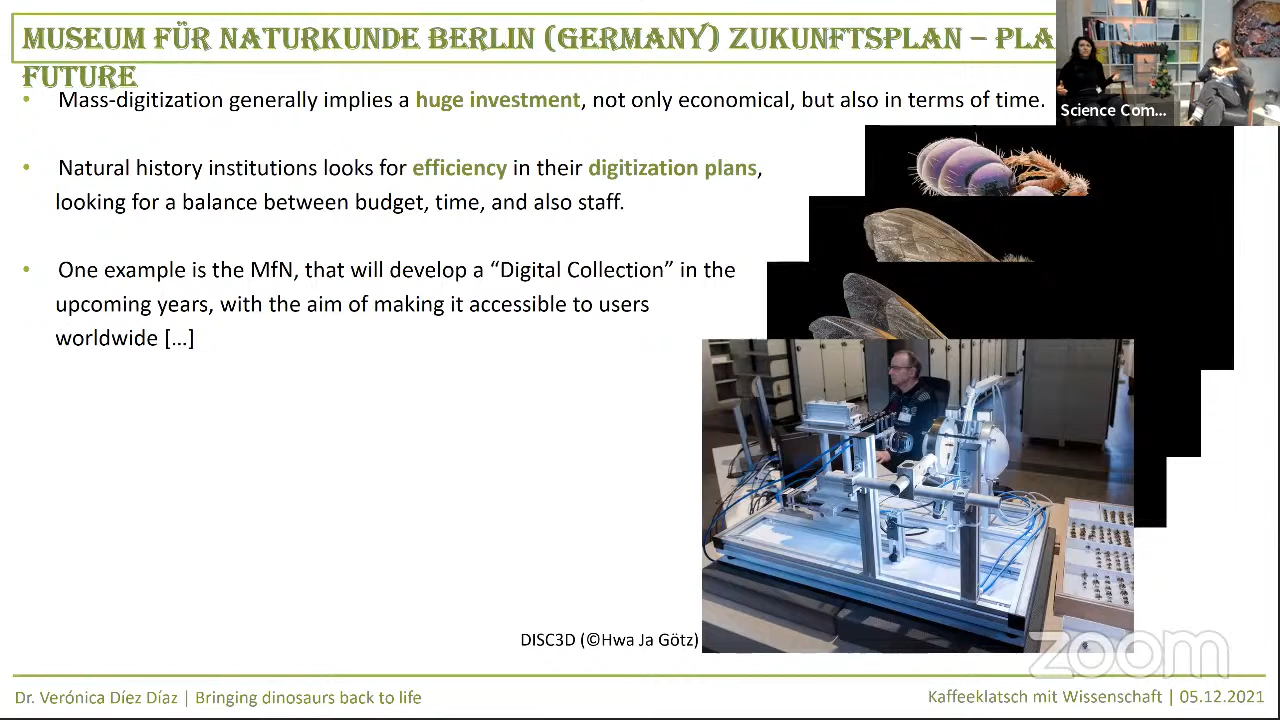 MUSEUM FÜR NATURKUNDE BERLIN (GERMANY) ZUKUNFTSPLAN –
FUTURE
• Mass-digitization generally implies a huge investment, not only economical, but also in terms of time.
Science Com...
• Natural history institutions looks for efficiency in their digitization plans,
looking for a balance between budget, time, and also staff.
• One example is the MfN, that will develop a “Digital Collection” in the
upcoming years, with the aim of making it accessible to users
worldwide […]
DISC3D (©Hwa Ja Götz)
zoom
Dr. Verónica Díez Díaz | Bringing dinosaurs back to life
Kaffeeklatsch mit Wissenschaft | 05.12.2021